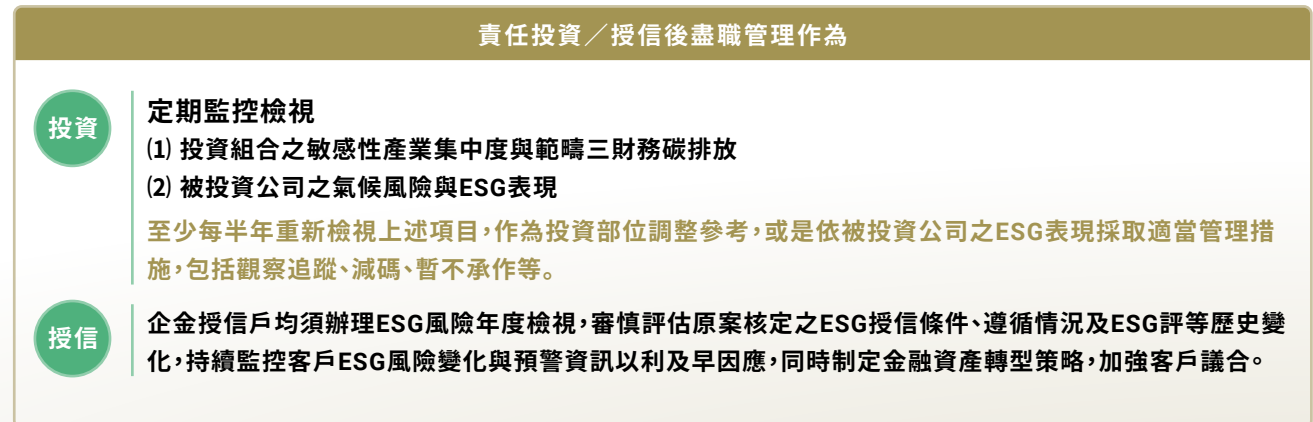 責任投資／授信後盡職管理作為
投資
定期監控檢視
⑴ 投資組合之敏感性產業集中度與範疇三財務碳排放
⑵ 被投資公司之氣候風險與ESG表現
至少每半年重新檢視上述項目，作為投資部位調整參考，或是依被投資公司之ESG表現採取適當管理措
施，包括觀察追蹤、減碼、暫不承作等。
授信
企金授信戶均須辦理ESG風險年度檢視，審慎評估原案核定之ESG授信條件、遵循情況及ESG評等歷史變
化，持續監控客戶ESG風險變化與預警資訊以利及早因應，同時制定金融資產轉型策略，加強客戶議合。